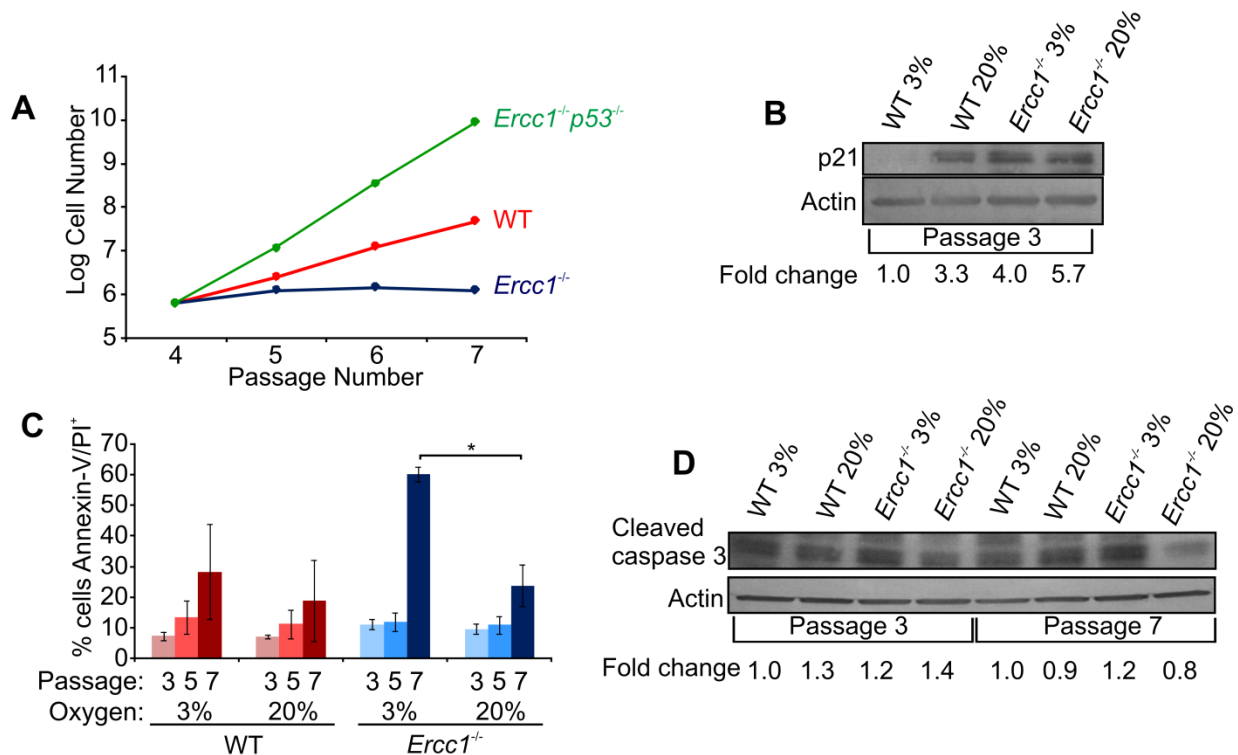 A
Log Cell Number
11
10
9
8
7
6
5
4 5 6 7
Passage Number
Ercc1-/-p53-/-
WT
Ercc1-/-
B
WT 3%
WT 20%
Ercc1-/- 3%
Ercc1-/- 20%
p21
Actin
Passage 3
Fold change 1.0 3.3 4.0 5.7
C
% cells Annexin-V/PI+
70
60
50
40
30
20
10
0
*
Passage: 3 5 7 3 5 7 3 5 7 3 5 7
Oxygen: 3% 20% 3% 20%
WT Ercc1-/-
D
WT 3%
WT 20%
Ercc1-/- 3%
Ercc1-/- 20%
WT 3%
WT 20%
Ercc1-/- 3%
Ercc1-/- 20%
Cleaved
caspase 3
Actin
Passage 3 Passage 7
Fold change 1.0 1.3 1.2 1.4 1.0 0.9 1.2 0.8